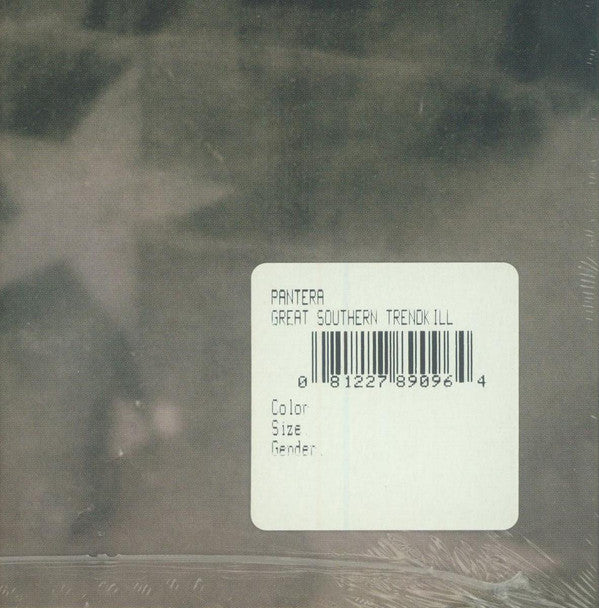 PANTERA
GREAT SOUTHERN TRENDKILL
0 81227 89096 4
Color
Size
Gender